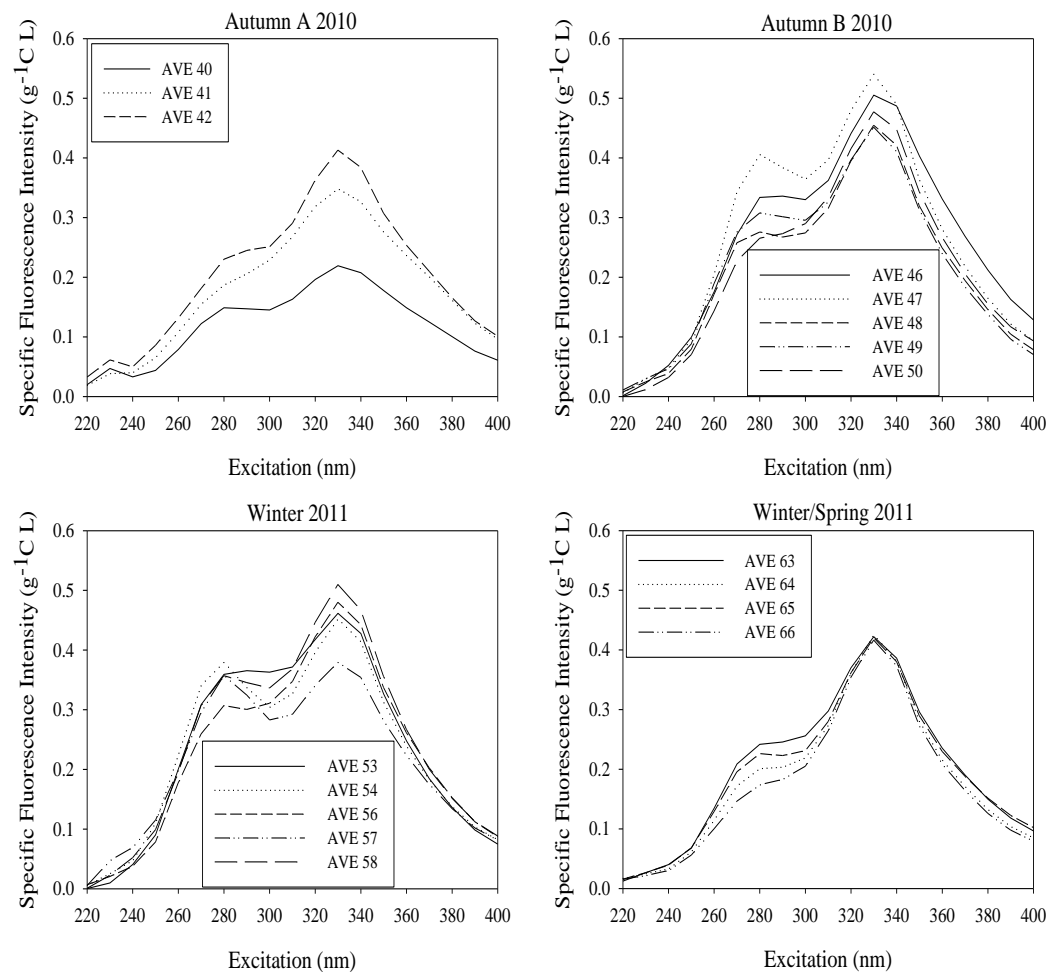 Autumn A 2010
Specific Fluorescence Intensity (g-1C L)
0.6
0.5
0.4
0.3
0.2
0.1
0.0
AVE 40
AVE 41
AVE 42
220 240 260 280 300 320 340 360 380 400
Excitation (nm)
Autumn B 2010
Specific Fluorescence Intensity (g-1C L)
0.6
0.5
0.4
0.3
0.2
0.1
0.0
AVE 46
AVE 47
AVE 48
AVE 49
AVE 50
220 240 260 280 300 320 340 360 380 400
Excitation (nm)
Winter 2011
Specific Fluorescence Intensity (g-1C L)
0.6
0.5
0.4
0.3
0.2
0.1
0.0
AVE 53
AVE 54
AVE 56
AVE 57
AVE 58
220 240 260 280 300 320 340 360 380 400
Excitation (nm)
Winter/Spring 2011
Specific Fluorescence Intensity (g-1C L)
0.6
0.5
0.4
0.3
0.2
0.1
0.0
AVE 63
AVE 64
AVE 65
AVE 66
220 240 260 280 300 320 340 360 380 400
Excitation (nm)